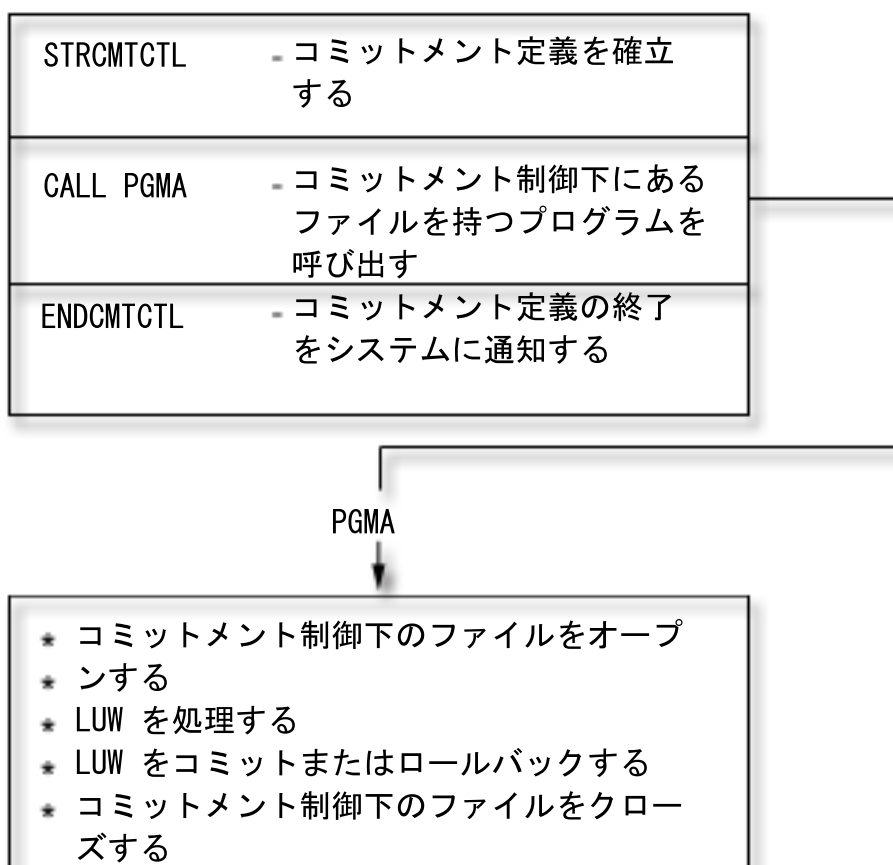 STRCMTCTL - コミットメント定義を確立
する
CALL PGMA - コミットメント制御下にある
ファイルを持つプログラムを
呼び出す
ENDCMTCTL - コミットメント定義の終了
をシステムに通知する
PGMA
* コミットメント制御下のファイルをオープ
* ンする
* LUW を処理する
* LUW をコミットまたはロールバックする
* コミットメント制御下のファイルをクロー
ズする